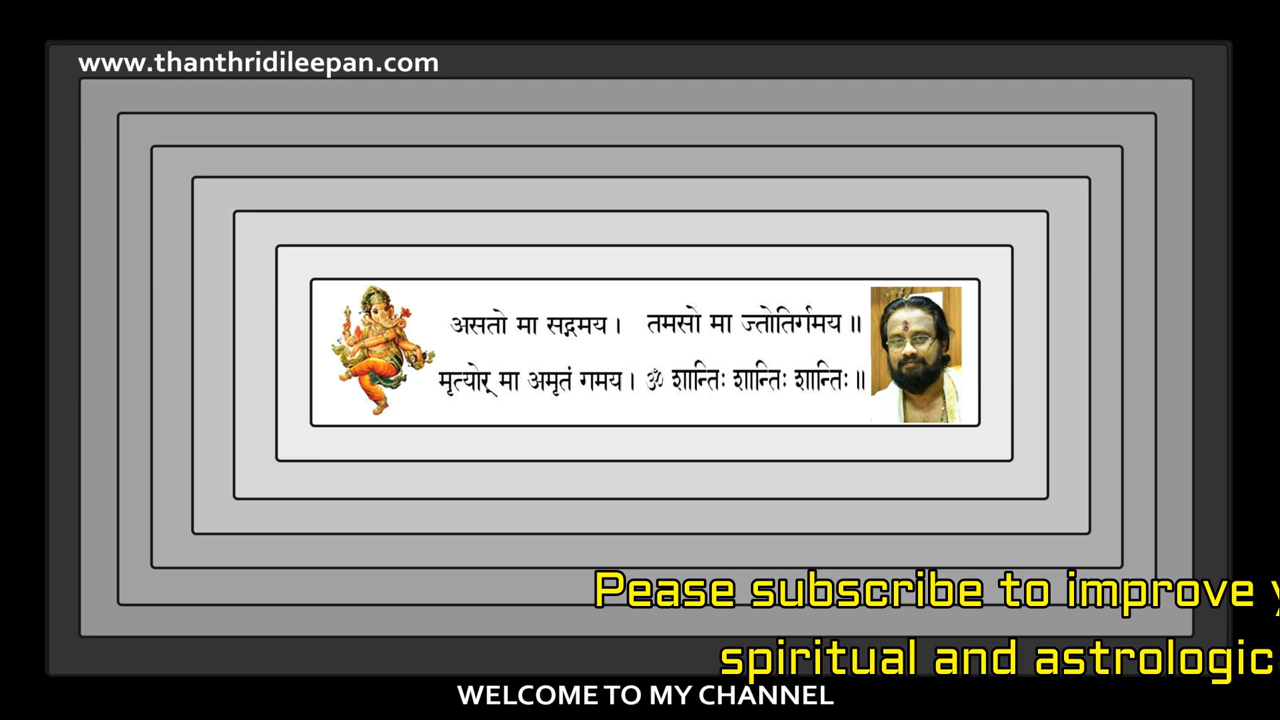 www.thanthridileepan.com
असतो मा सद्गमय। तमसो मा ज्तोतिर्गमय॥
मृत्योर् मा अमृतं गमय। ॐ शान्तिः शान्तिः शान्तिः॥
Pease subscribe to improve
spiritual and astrologic
WELCOME TO MY CHANNEL